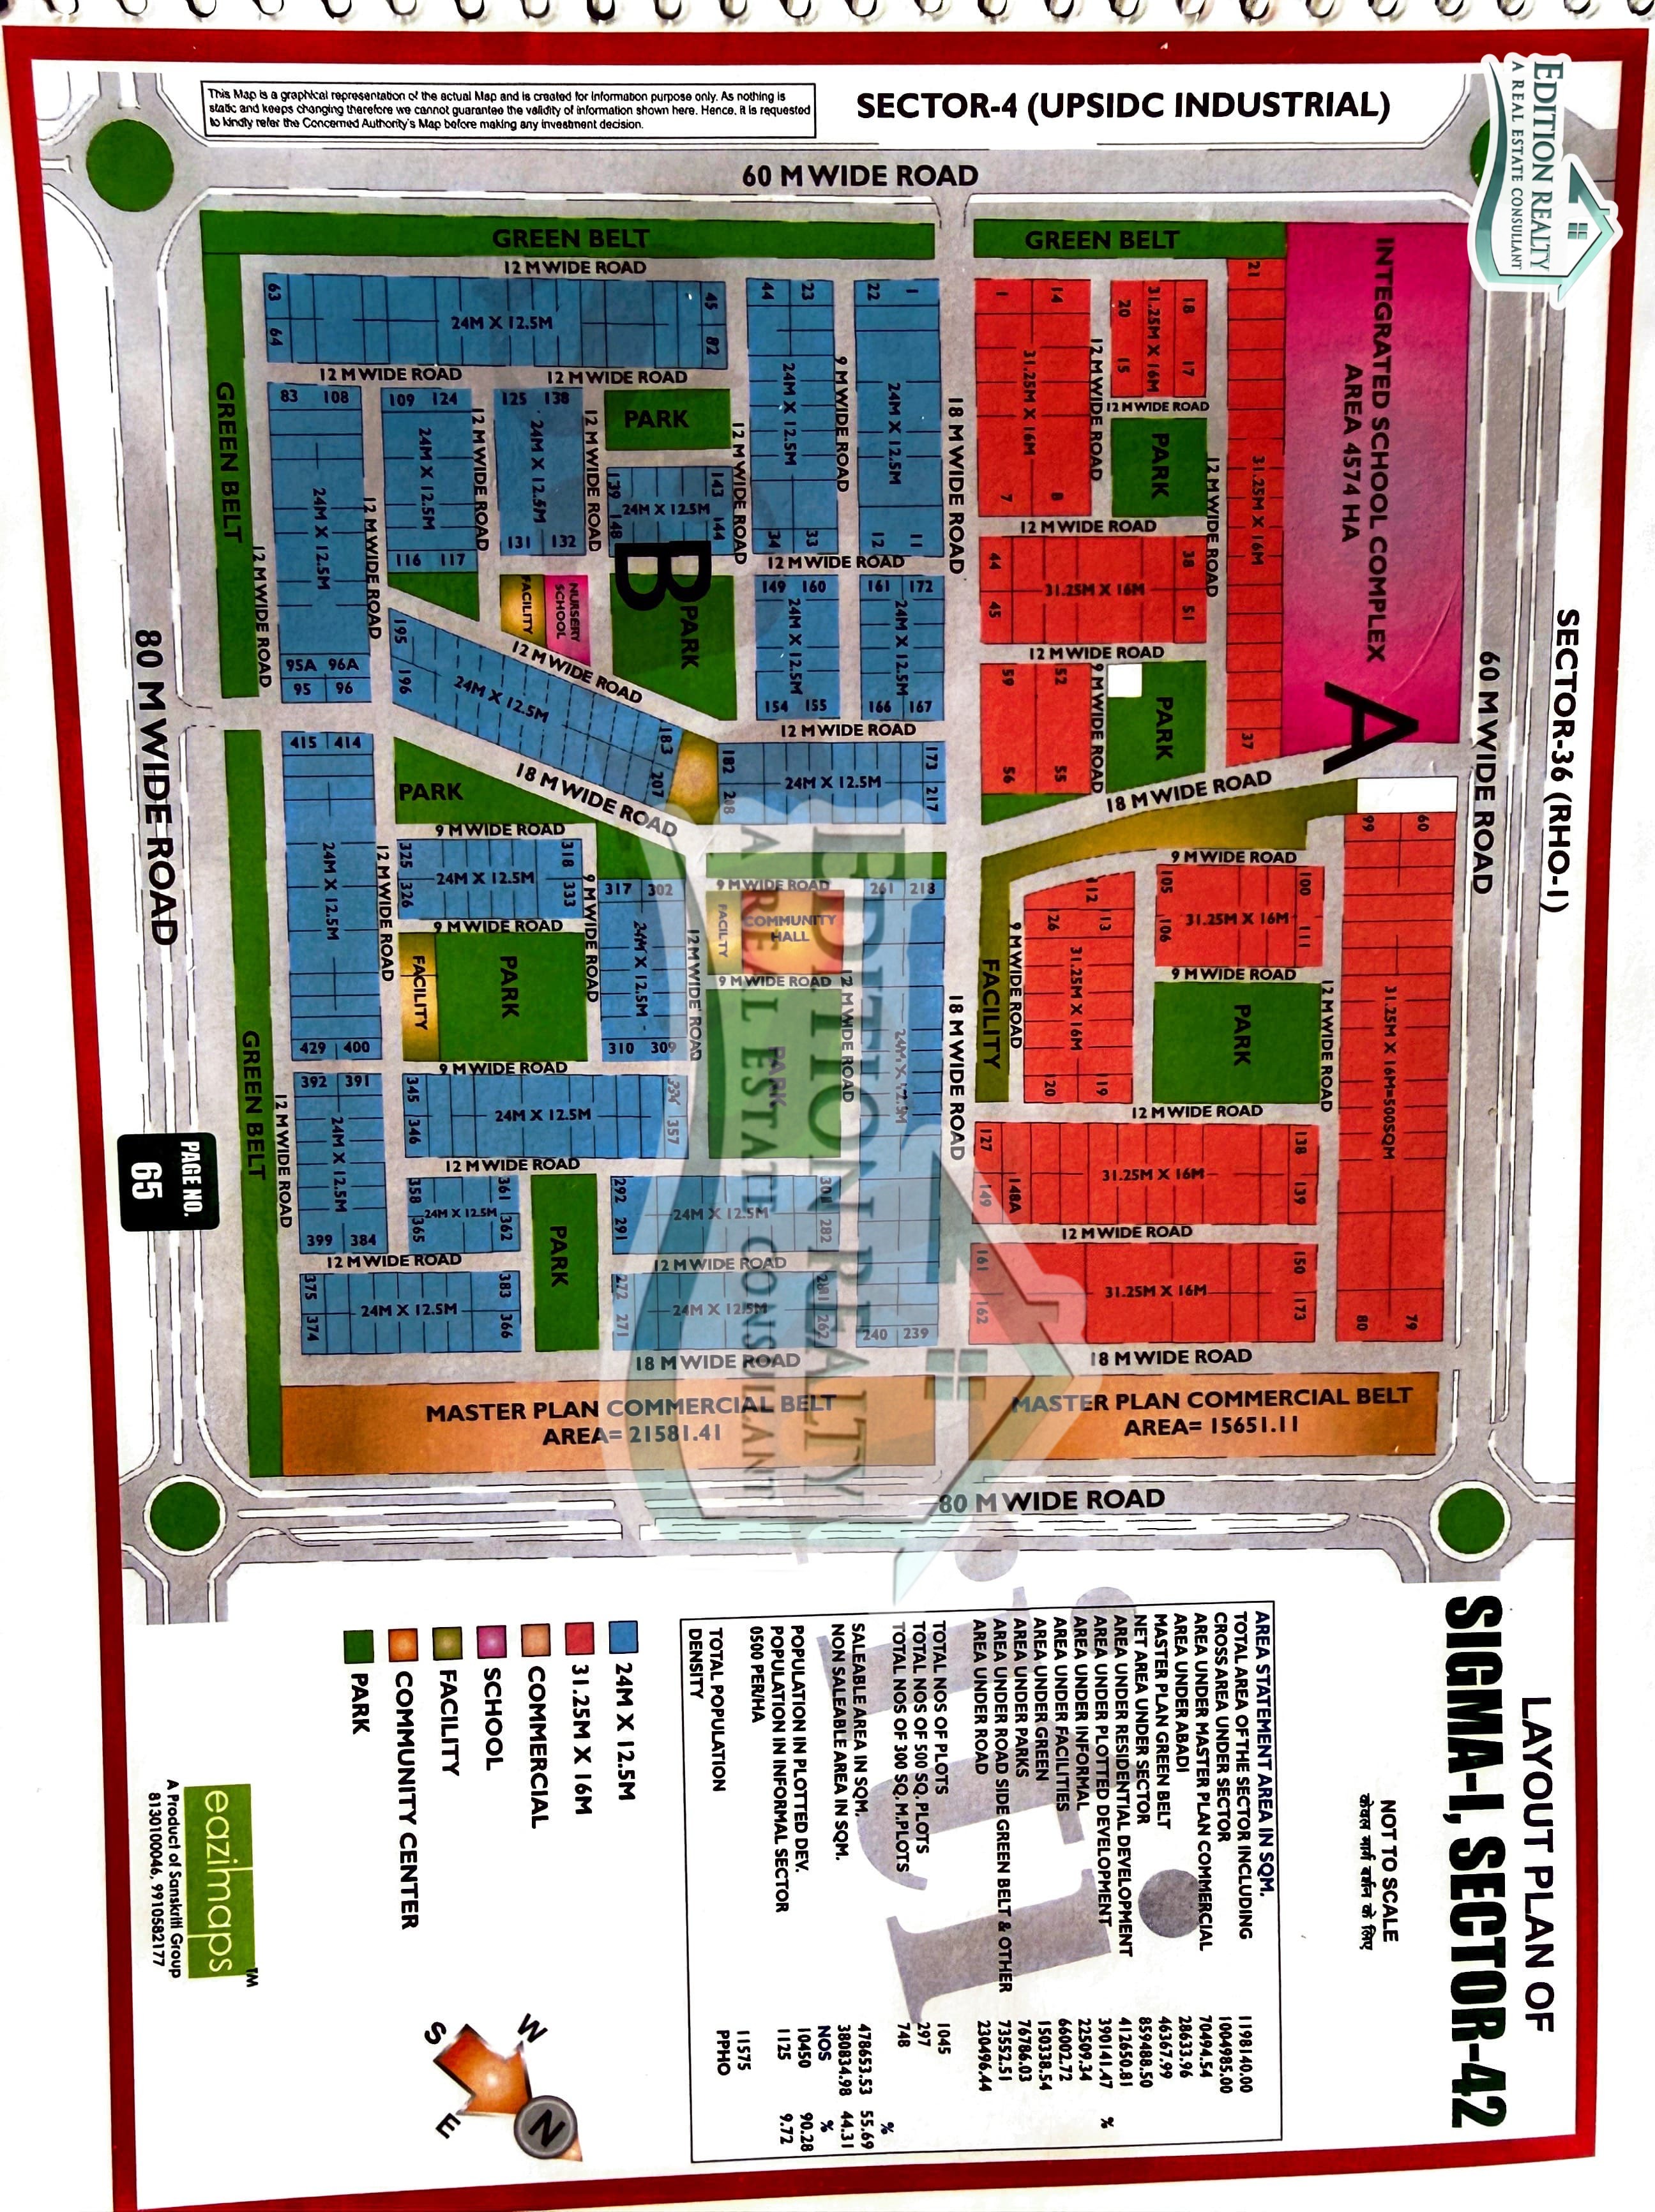 EDITION REALTY
A REAL ESTATE CONSULLANT
SECTOR-36 (RHO-I)
60 M WIDE ROAD
LAYOUT PLAN OF
SIGMA-I, SECTOR-42
NOT TO SCALE
केवल मार्ग दर्शन के लिए
SECTOR-4 (UPSIDC INDUSTRIAL)
60 M WIDE ROAD
This Map is a graphical representation of the actual Map and is created for information purpose only. As nothing is
static and keeps changing therefore we cannot guarantee the validity of information shown here. Hence, it is requested
to kindly refer the Concerned Authority's Map before making any investment decision.
INTEGRATED SCHOOL COMPLEX
AREA 4574 HA
A
60 79
31.25M X 16M=500SQM
99 80
12 M WIDE ROAD
21 31.25M X 16M 37
12 M WIDE ROAD
GREEN BELT
18 17
31.25M X 16M
20 15
12 M WIDE ROAD
PARK
38 51
31.25M X 16M
44 45
12 M WIDE ROAD
12 M WIDE ROAD
PARK
9 M WIDE ROAD
52 55
59 56
12 M WIDE ROAD
14 8
31.25M X 16M
1 7
18 M WIDE ROAD
9 M WIDE ROAD
100 111
31.25M X 16M
105 106
9 M WIDE ROAD
PARK
12 M WIDE ROAD
112 113 119
31.25M X 16M
126 120
9 M WIDE ROAD
FACILITY
138 139
31.25M X 16M
148A
127 149
12 M WIDE ROAD
150 173
31.25M X 16M
161 162
18 M WIDE ROAD
MASTER PLAN COMMERCIAL BELT
AREA= 15651.11
80 M WIDE ROAD
18 M WIDE ROAD
18 M WIDE ROAD
1 11
24M X 12.5M
22 12
172 167
24M X 12.5M
161 166
12 M WIDE ROAD
12 M WIDE ROAD
173 217
24M X 12.5M
182 208
218 239
24M X 12.5M
261 240
9 M WIDE ROAD
12 M WIDE ROAD
23 33
24M X 12.5M
44 34
160 155
24M X 12.5M
149 154
12 M WIDE ROAD
12 M WIDE ROAD
9 M WIDE ROAD
COMMUNITY
HALL
FACILTY
9 M WIDE ROAD
PARK
301 282
24M X 12.5M
292 291
12 M WIDE ROAD
281 262
24M X 12.5M
272 271
18 M WIDE ROAD
MASTER PLAN COMMERCIAL BELT
AREA= 21581.41
EDITION REALTY
A REAL ESTATE CONSULLANT
GREEN BELT
12 M WIDE ROAD
45 82
24M X 12.5M
63 64
12 M WIDE ROAD
PARK
143 144
24M X 12.5M
139 148
B
PARK
12 M WIDE ROAD
138 132
24M X 12.5M
125 131
NURSERY
SCHOOL
FACILITY
12 M WIDE ROAD
183 207
24M X 12.5M
195 196
18 M WIDE ROAD
12 M WIDE ROAD
124 117
24M X 12.5M
109 116
12 M WIDE ROAD
12 M WIDE ROAD
108 96A 96
24M X 12.5M
83 95A 95
12 M WIDE ROAD
GREEN BELT
12 M WIDE ROAD
302 309
24M X 12.5M
317 310
9 M WIDE ROAD
PARK
9 M WIDE ROAD
318 333
24M X 12.5M
325 326
9 M WIDE ROAD
PARK
FACILITY
9 M WIDE ROAD
357
24M X 12.5M
345 346
12 M WIDE ROAD
PARK
361 362
24M X 12.5M
358 365
12 M WIDE ROAD
383 366
24M X 12.5M
375 374
12 M WIDE ROAD
414 400
24M X 12.5M
415 429
391 384
24M X 12.5M
392 399
12 M WIDE ROAD
GREEN BELT
80 M WIDE ROAD
PAGE NO.
65
AREA STATEMENT AREA IN SQM.
TOTAL AREA OF THE SECTOR INCLUDING 1198140.00
CROSS AREA UNDER SECTOR 1004985.00
AREA UNDER MASTER PLAN COMMERCIAL 70494.54
AREA UNDER ABADI 28633.96
MASTER PLAN GREEN BELT 46367.99
NET AREA UNDER SECTOR 859488.50
AREA UNDER RESIDENTIAL DEVELOPMENT 412650.81
AREA UNDER PLOTTED DEVELOPMENT 390141.47 %
AREA UNDER INFORMAL 22509.34
AREA UNDER FACILITIES 66002.72
AREA UNDER GREEN 150338.54
AREA UNDER PARKS 76786.03
AREA UNDER ROAD SIDE GREEN BELT & OTHER 73552.51
AREA UNDER ROAD 230496.44
TOTAL NOS OF PLOTS 1045
TOTAL NOS OF 500 SQ. PLOTS 297
TOTAL NOS OF 300 SQ. M.PLOTS 748
%
SALEABLE AREA IN SQM. 478653.53 55.69
NON SALEABLE AREA IN SQM. 380834.98 44.31
NOS %
POPULATION IN PLOTTED DEV. 10450 90.28
POPULATION IN INFORMAL SECTOR 1125 9.72
0500 PER/HA
11575
TOTAL POPULATION PPHO
DENSITY
iti
24M X 12.5M
31.25M X 16M
COMMERCIAL
SCHOOL
FACILITY
COMMUNITY CENTER
PARK
N
W
S
E
eazimaps TM
A Product of Sanskriti Group
8130100046, 9910582177